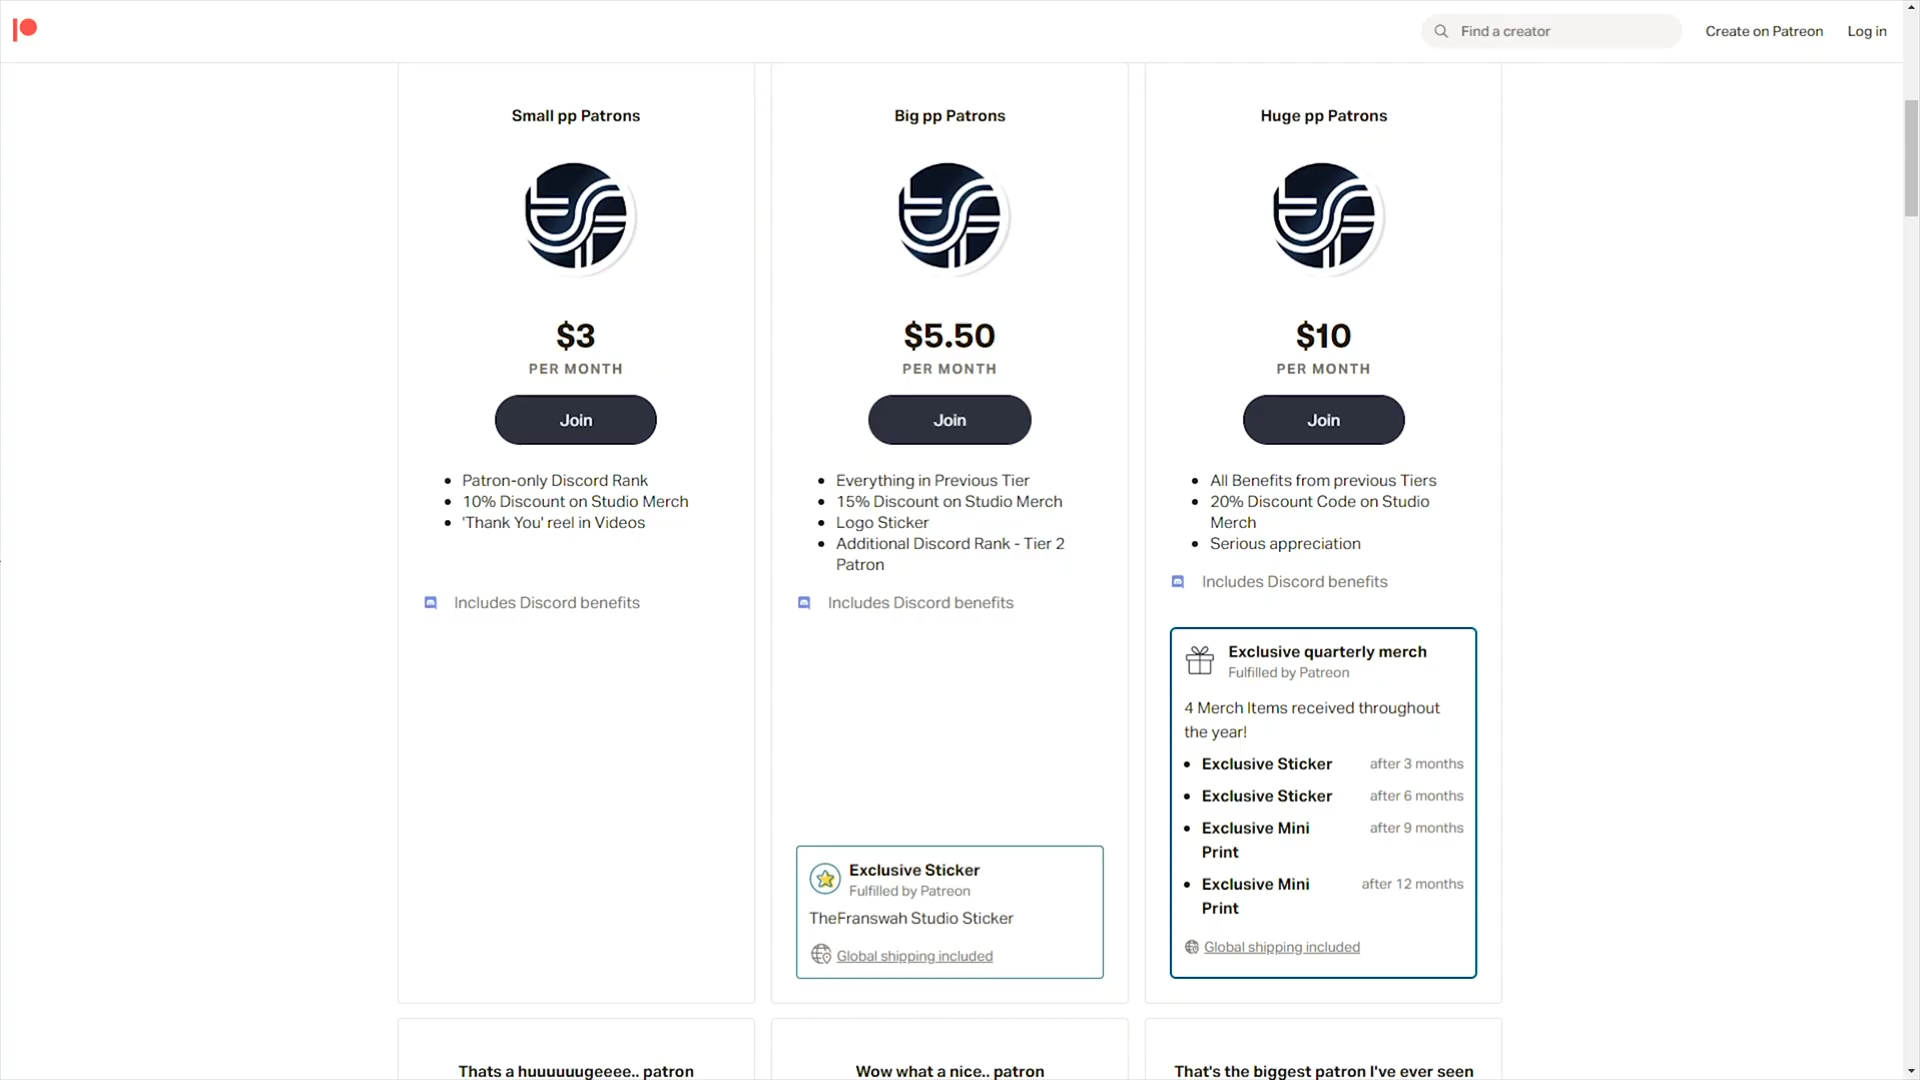 Find a creator
Create on Patreon
Log in
Small pp Patrons
$3
PER MONTH
Join
Patron-only Discord Rank
10% Discount on Studio Merch
'Thank You' reel in Videos
Includes Discord benefits
Big pp Patrons
$5.50
PER MONTH
Join
Everything in Previous Tier
15% Discount on Studio Merch
Logo Sticker
Additional Discord Rank - Tier 2
Patron
Includes Discord benefits
Exclusive Sticker
Fulfilled by Patreon
TheFranswah Studio Sticker
Global shipping included
Huge pp Patrons
$10
PER MONTH
Join
All Benefits from previous Tiers
20% Discount Code on Studio
Merch
Serious appreciation
Includes Discord benefits
Exclusive quarterly merch
Fulfilled by Patreon
4 Merch Items received throughout
the year!
Exclusive Sticker after 3 months
Exclusive Sticker after 6 months
Exclusive Mini after 9 months
Print
Exclusive Mini after 12 months
Print
Global shipping included
Thats a huuuuuugeeee.. patron
Wow what a nice.. patron
That's the biggest patron I've ever seen